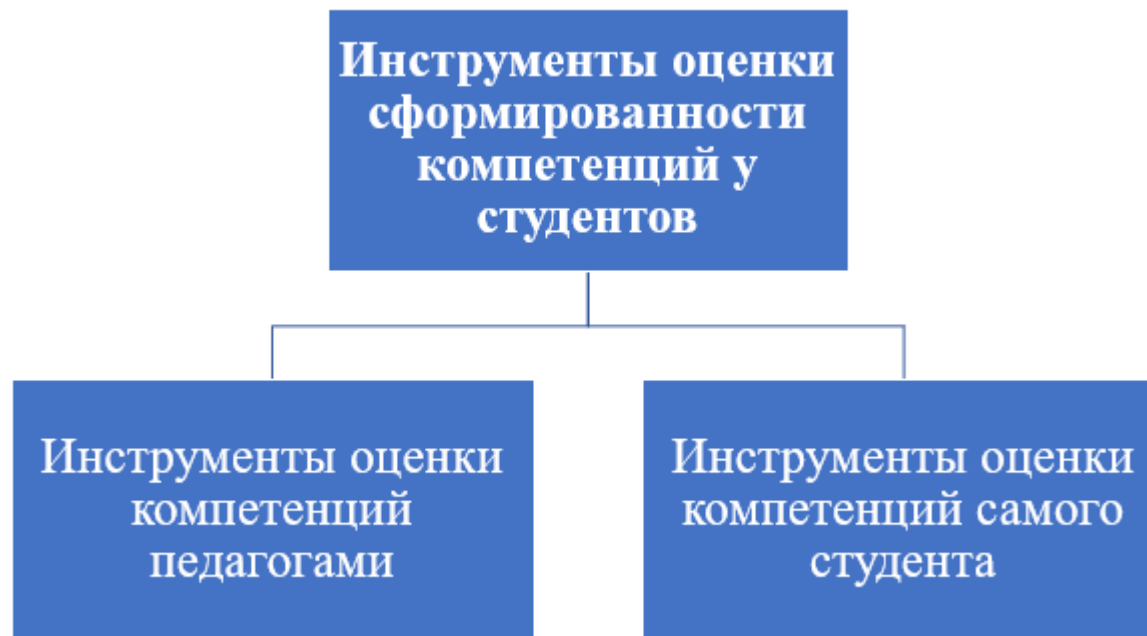 Инструменты оценки
сформированности
компетенций у
студентов
Инструменты оценки
компетенций
педагогами
Инструменты оценки
компетенций самого
студента